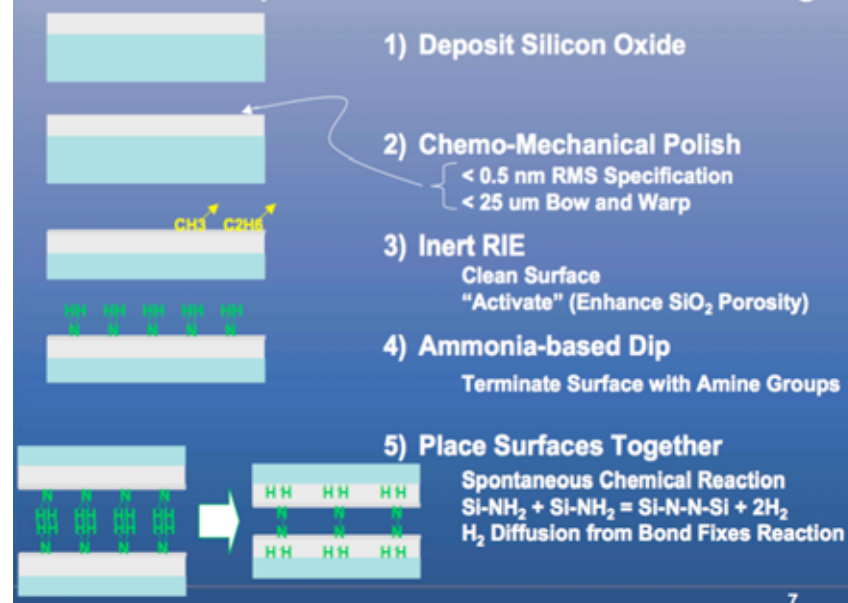 1) Deposit Silicon Oxide
2) Chemo-Mechanical Polish
< 0.5 nm RMS Specification
< 25 um Bow and Warp
CH3 C2H6
3) Inert RIE
Clean Surface
"Activate" (Enhance SiO₂ Porosity)
HH HH HH HH HH
N N N N N
4) Ammonia-based Dip
Terminate Surface with Amine Groups
5) Place Surfaces Together
Spontaneous Chemical Reaction
Si-NH₂ + Si-NH₂ = Si-N-N-Si + 2H₂
H₂ Diffusion from Bond Fixes Reaction
N N N N
HH HH HH HH
HH HH HH HH
N N N N
HH HH HH
N N N
N N N
HH HH HH
7